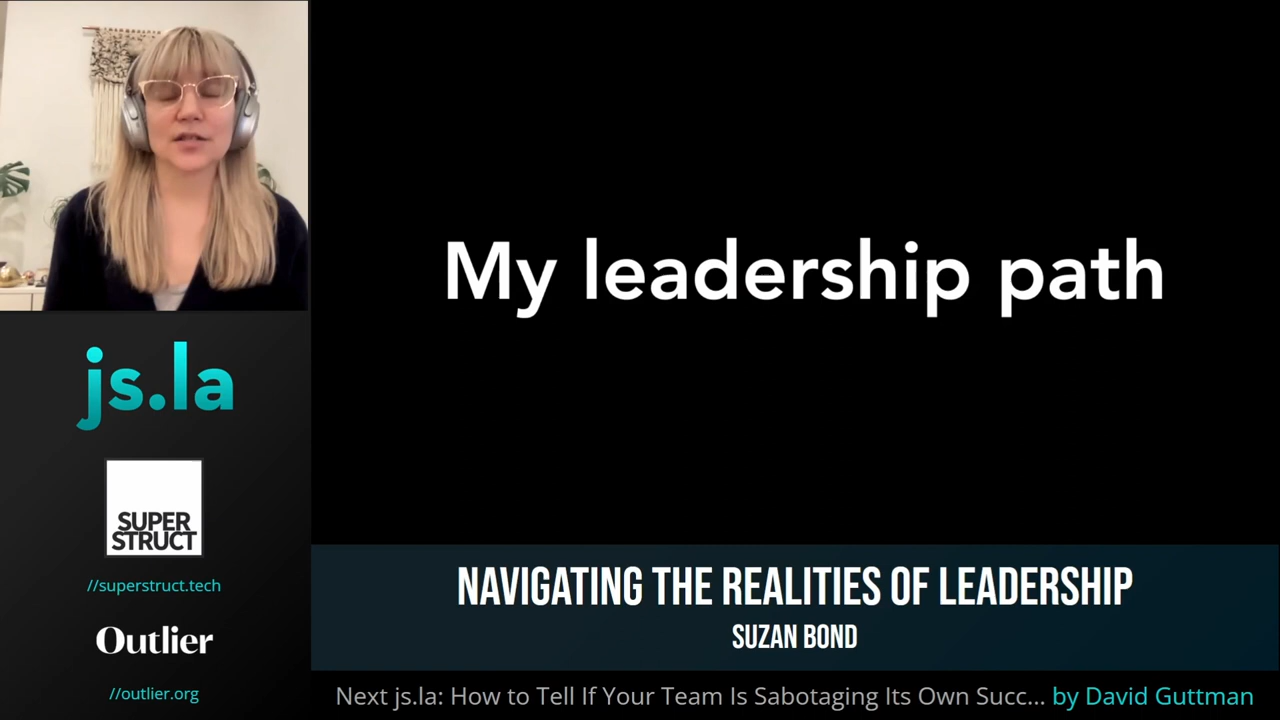 My leadership path
js.la
SUPER
STRUCT
//superstruct.tech
Outlier
//outlier.org
NAVIGATING THE REALITIES OF LEADERSHIP
SUZAN BOND
Next js.la: How to Tell If Your Team Is Sabotaging Its Own Succ... by David Guttman